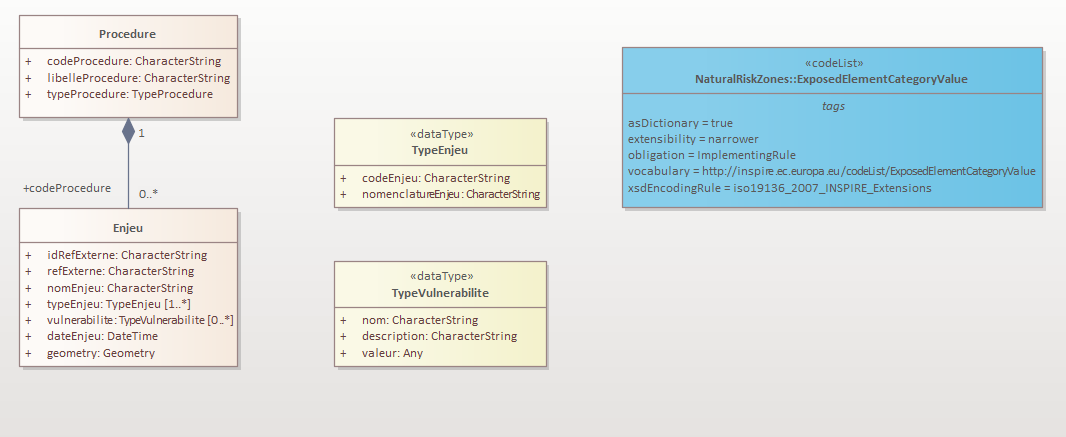 Procedure
+ codeProcedure: CharacterString
+ libelleProcedure: CharacterString
+ typeProcedure: TypeProcedure
1
+codeProcedure
0..*
Enjeu
+ idRefExterne: CharacterString
+ refExterne: CharacterString
+ nomEnjeu: CharacterString
+ typeEnjeu: TypeEnjeu [1..*]
+ vulnerabilite: TypeVulnerabilite [0..*]
+ dateEnjeu: DateTime
+ geometry: Geometry
«dataType»
TypeEnjeu
+ codeEnjeu: CharacterString
+ nomenclatureEnjeu: CharacterString
«dataType»
TypeVulnerabilite
+ nom: CharacterString
+ description: CharacterString
+ valeur: Any
«codeList»
NaturalRiskZones::ExposedElementCategoryValue
tags
asDictionary = true
extensibility = narrower
obligation = ImplementingRule
vocabulary = http://inspire.ec.europa.eu/codeList/ExposedElementCategoryValue
xsdEncodingRule = iso19136_2007_INSPIRE_Extensions